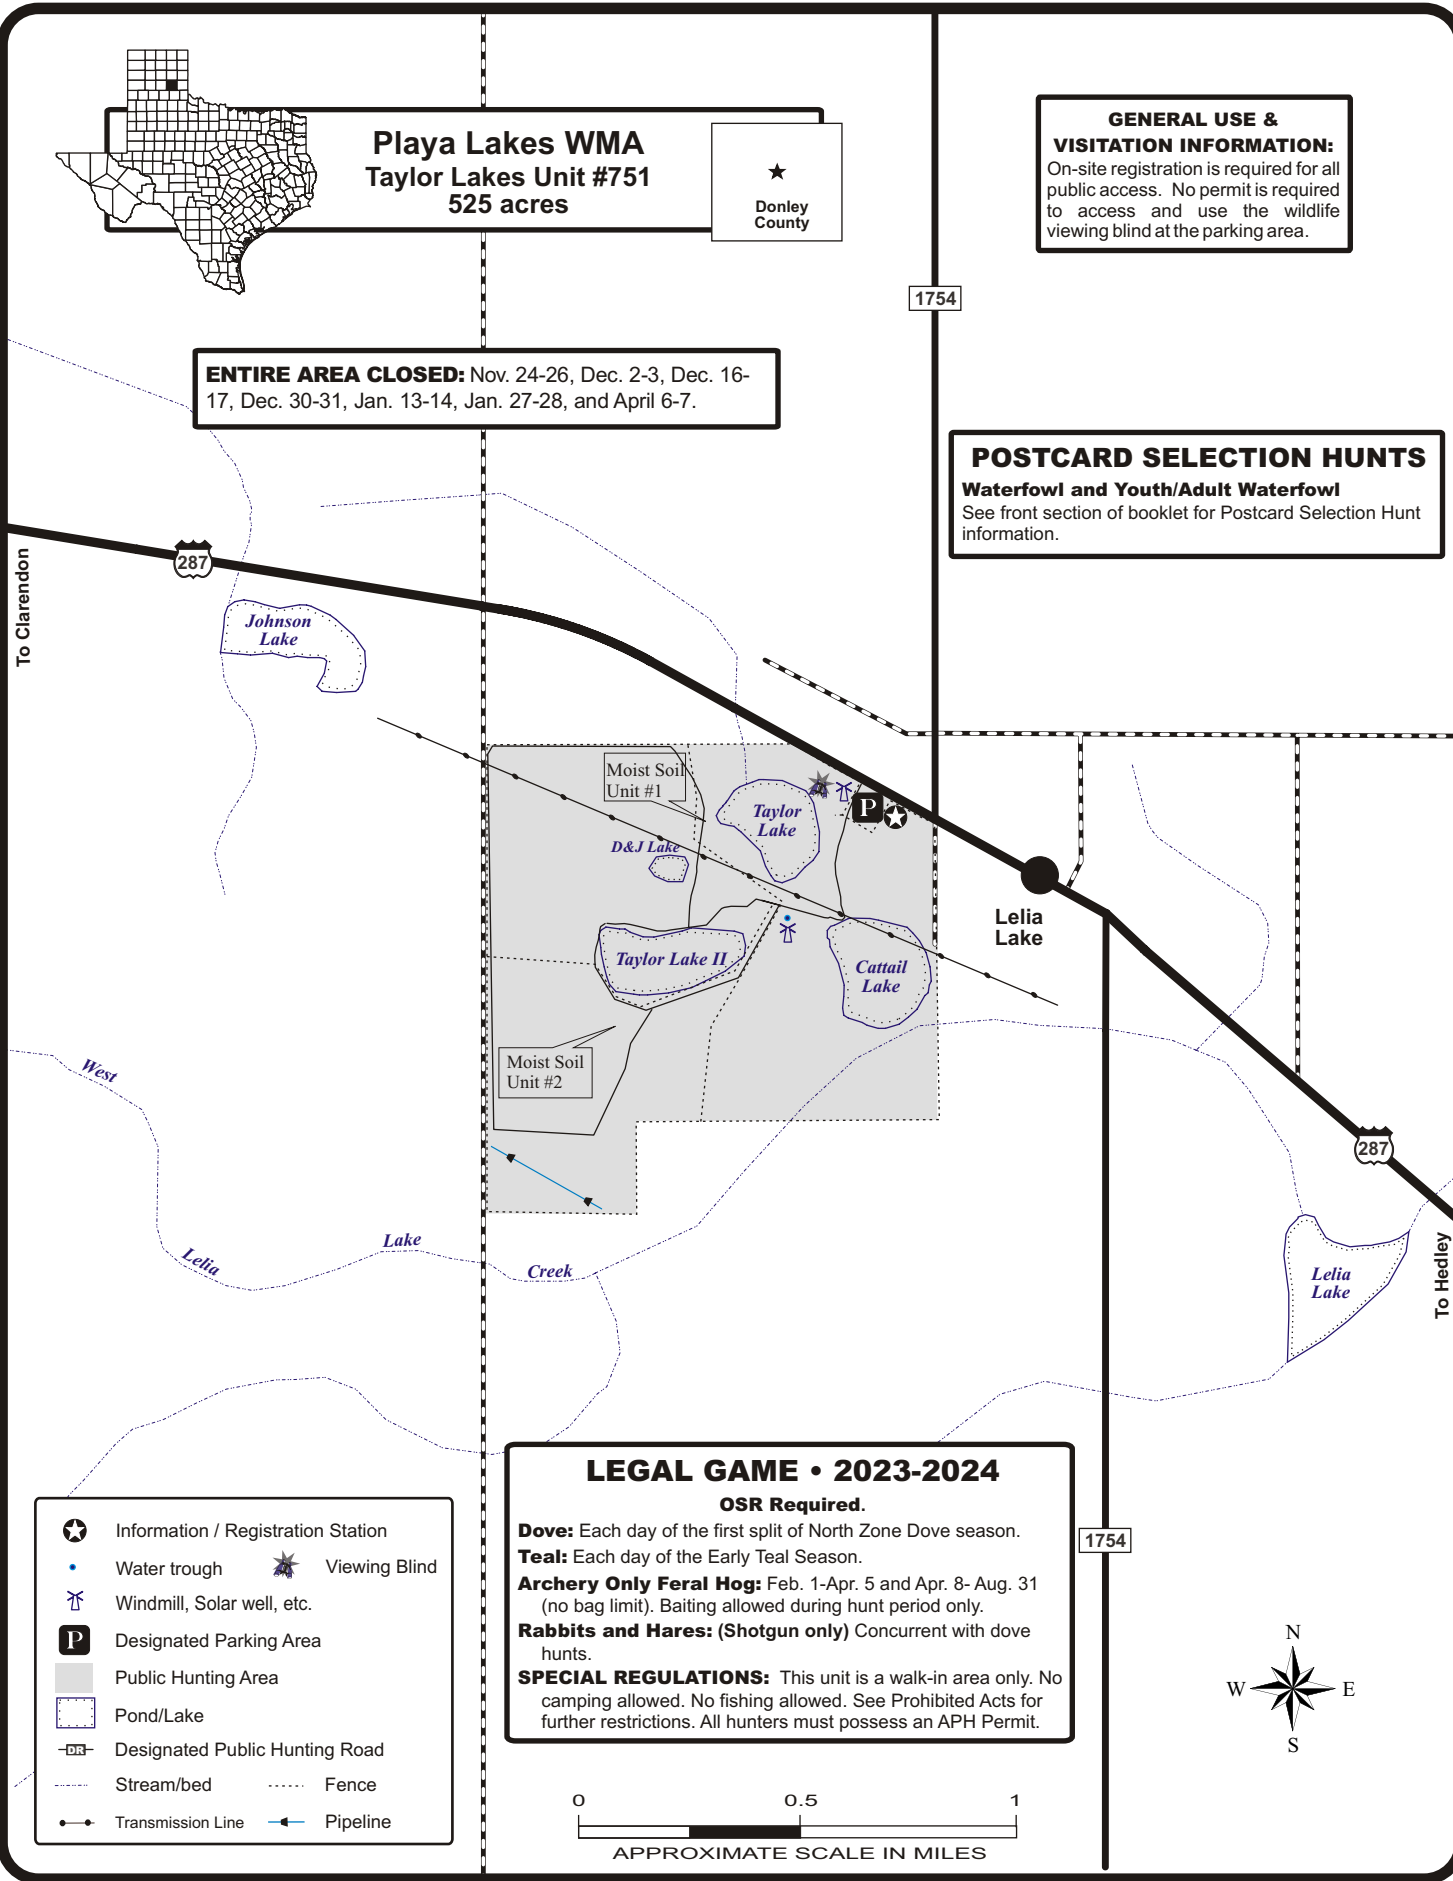 Playa Lakes WMA
Taylor Lakes Unit #751
525 acres
Donley
County
GENERAL USE &
VISITATION INFORMATION:
On-site registration is required for all
public access. No permit is required
to access and use the wildlife
viewing blind at the parking area.
1754
ENTIRE AREA CLOSED: Nov. 24-26, Dec. 2-3, Dec. 16-
17, Dec. 30-31, Jan. 13-14, Jan. 27-28, and April 6-7.
POSTCARD SELECTION HUNTS
Waterfowl and Youth/Adult Waterfowl
See front section of booklet for Postcard Selection Hunt
information.
To Clarendon
287
Johnson
Lake
Moist Soil
Unit #1
Taylor
Lake
P
D&J Lake
Lelia
Lake
Taylor Lake II
Cattail
Lake
Moist Soil
Unit #2
West
Lelia
Lake
Creek
287
To Hedley
Lelia
Lake
LEGAL GAME • 2023-2024
OSR Required.
Dove: Each day of the first split of North Zone Dove season.
Teal: Each day of the Early Teal Season.
Archery Only Feral Hog: Feb. 1-Apr. 5 and Apr. 8- Aug. 31
(no bag limit). Baiting allowed during hunt period only.
Rabbits and Hares: (Shotgun only) Concurrent with dove
hunts.
SPECIAL REGULATIONS: This unit is a walk-in area only. No
camping allowed. No fishing allowed. See Prohibited Acts for
further restrictions. All hunters must possess an APH Permit.
1754
Information / Registration Station
Water trough
Viewing Blind
Windmill, Solar well, etc.
P
Designated Parking Area
Public Hunting Area
Pond/Lake
DR
Designated Public Hunting Road
Stream/bed
Fence
Transmission Line
Pipeline
N
W
E
S
0
0.5
1
APPROXIMATE SCALE IN MILES